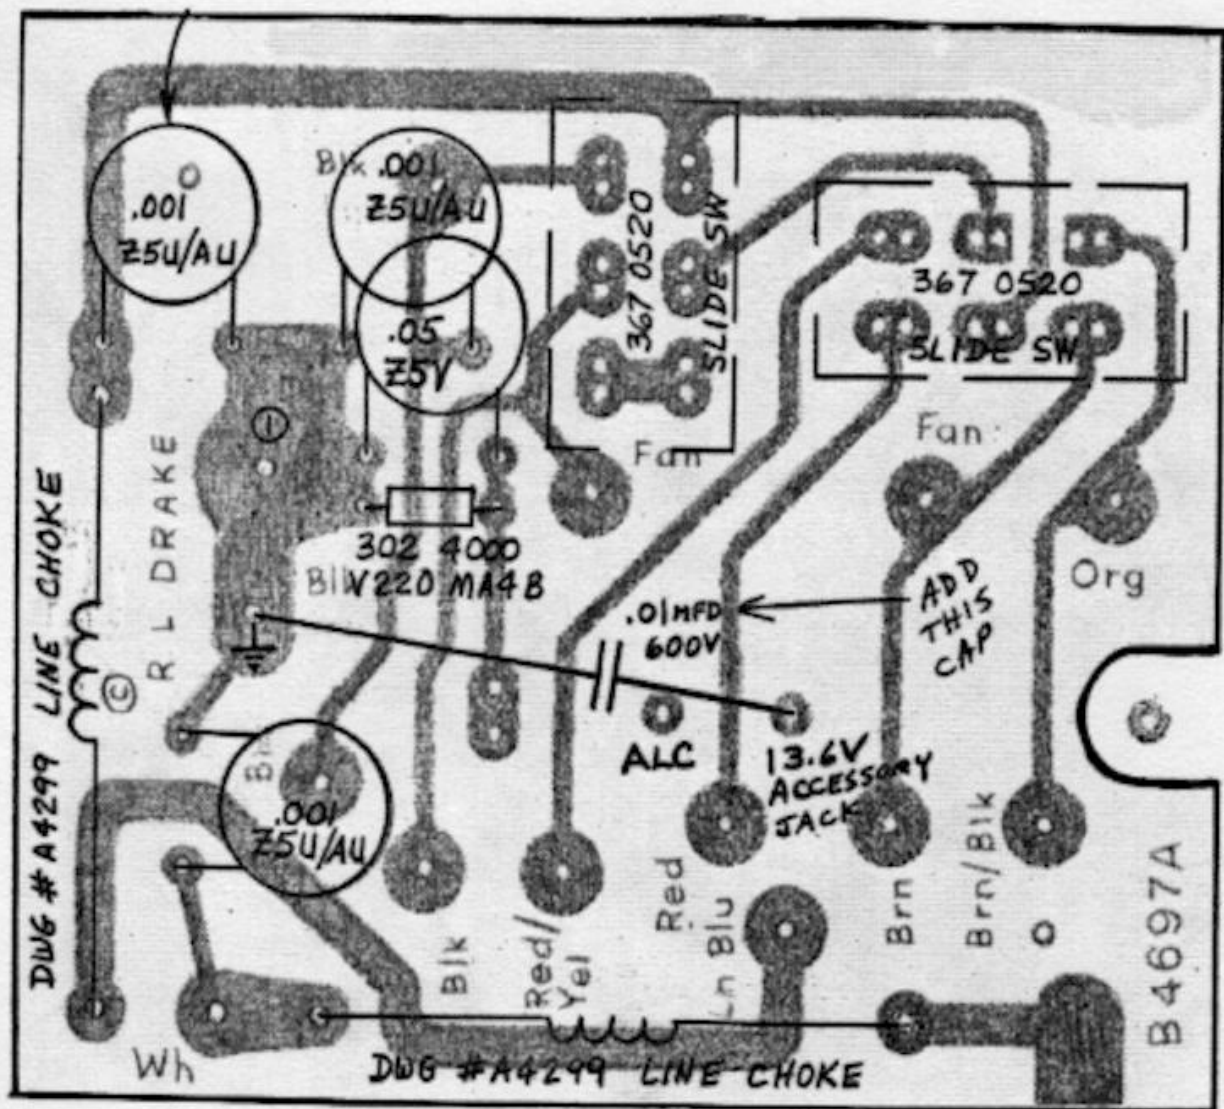 .001
Z5U/AU
Blk
.001
Z5U/AU
367 0520
SLIDE SW
367 0520
SLIDE SW
.05
Z5V
1
Fan
Fan
Org
302 4000
V220 MA4B
R L DRAKE
©
DWG #A4299 LINE CHOKE
.01MFD
600V
ADD
THIS
CAP
ALC
13.6V
ACCESSORY
JACK
.001
Z5U/AU
Blk
Red/
Yel
Red
Ln Blu
Brn
Brn/Blk
B4697A
Wh
DWG #A4299 LINE CHOKE